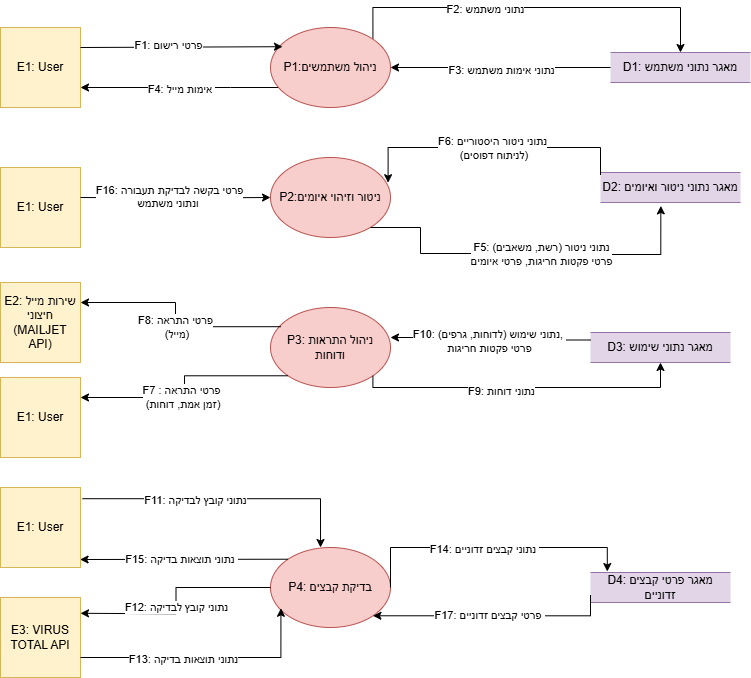 F2: נתוני משתמש
F1: פרטי רישום
E1: User
P1:ניהול משתמשים
F3: נתוני אימות משתמש
D1: מאגר נתוני משתמש
F4: אימות מייל
F6: נתוני ניטור היסטוריים
(לניתוח דפוסים)
E1: User
F16: פרטי בקשה לבדיקת תעבורה
ונתוני משתמש
P2:ניטור וזיהוי איומים
D2: מאגר נתוני ניטור ואיומים
F5: נתוני ניטור (רשת, משאבים)
פרטי פקטות חריגות, פרטי איומים
E2: שירות מייל
חיצוני
(MAILJET
API)
F8: פרטי התראה
(מייל)
P3: ניהול התראות
ודוחות
F10: נתוני שימוש (לדוחות, גרפים),
פרטי פקטות חריגות
D3: מאגר נתוני שימוש
F7: פרטי התראה
(זמן אמת, דוחות)
F9: נתוני דוחות
E1: User
F11: נתוני קובץ לבדיקה
E1: User
F15: נתוני תוצאות בדיקה
F14: נתוני קבצים זדוניים
P4: בדיקת קבצים
D4: מאגר פרטי קבצים
זדוניים
F12: נתוני קובץ לבדיקה
F17: פרטי קבצים זדוניים
E3: VIRUS
TOTAL API
F13: נתוני תוצאות בדיקה